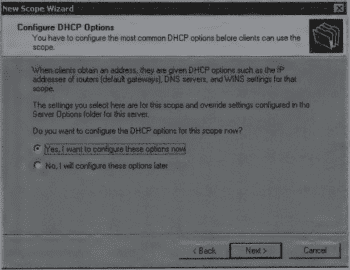 New Scope Wizard
Configure DHCP Options
You have to configure the most common DHCP options before clients can use the
scope.
When clients obtain an address, they are given DHCP options such as the IP
addresses of routers (default gateways), DNS servers, and WINS settings for that
scope.
The settings you select here are for this scope and override settings configured in the
Server Options folder for this server.
Do you want to configure the DHCP options for this scope now?
Yes, I want to configure these options now
No, I will configure these options later
< Back
Next >
Cancel